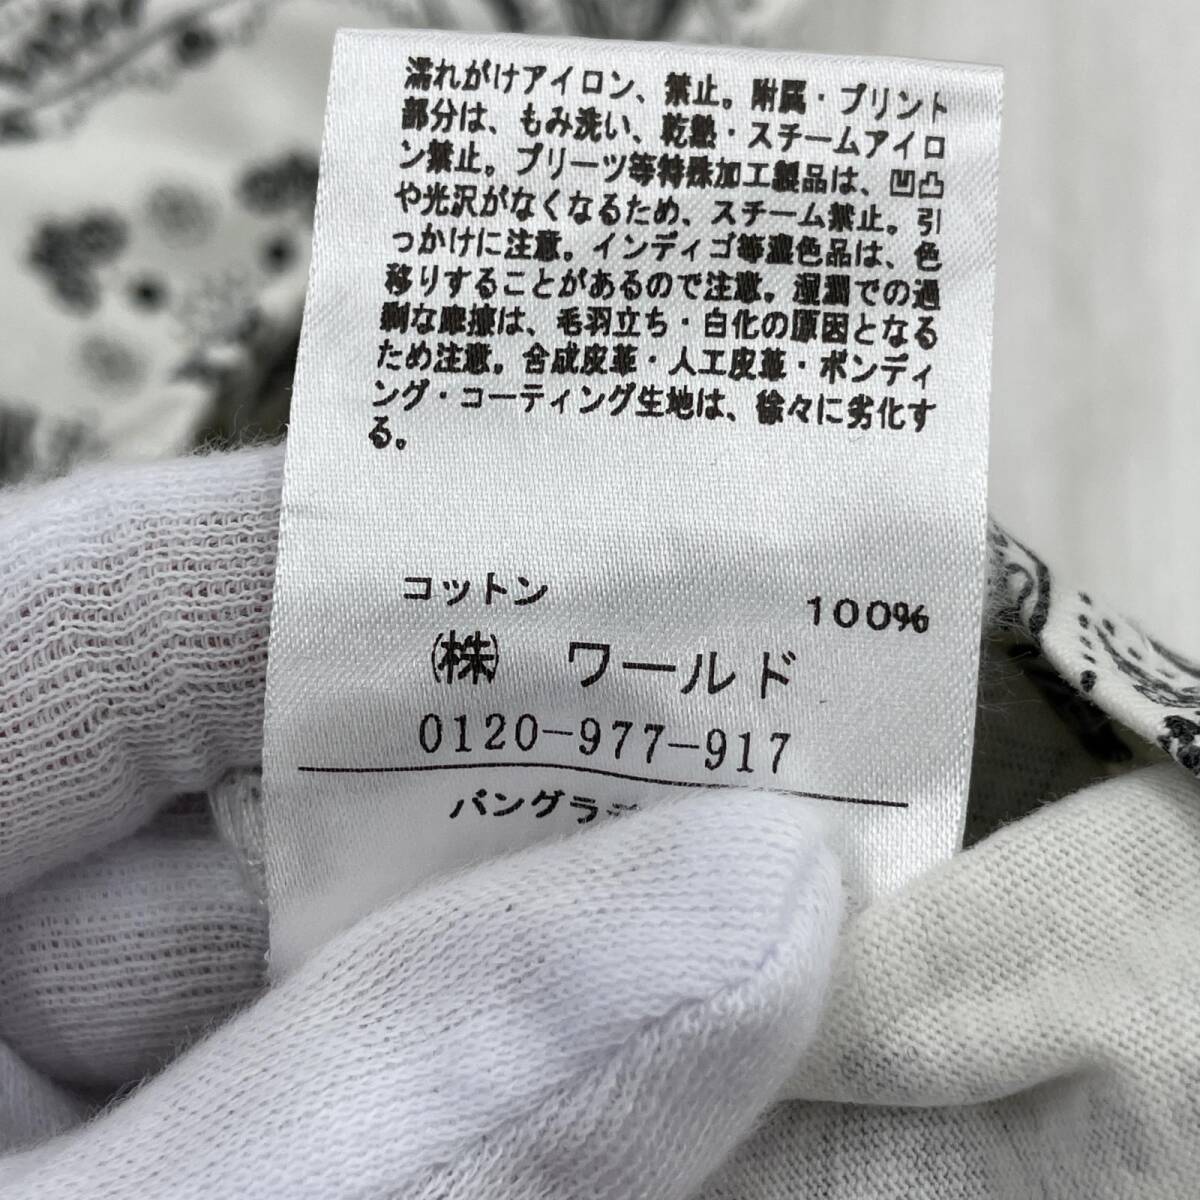 濡れがけアイロン、禁止。附属・プリント
部分は、もみ洗い、乾熱・スチームアイロ
ン禁止。プリーツ等特殊加工製品は、凹凸
や光沢がなくなるため、スチーム禁止。引
っかけに注意。インディゴ等濃色品は、色
移りすることがあるので注意。湿潤での過
剰な摩擦は、毛羽立ち・白化の原因となる
ため注意。合成皮革・人工皮革・ボンディ
ング・コーティング生地は、徐々に劣化す
る。
コットン 100%
㈱ ワールド
0120-977-917
バングラ